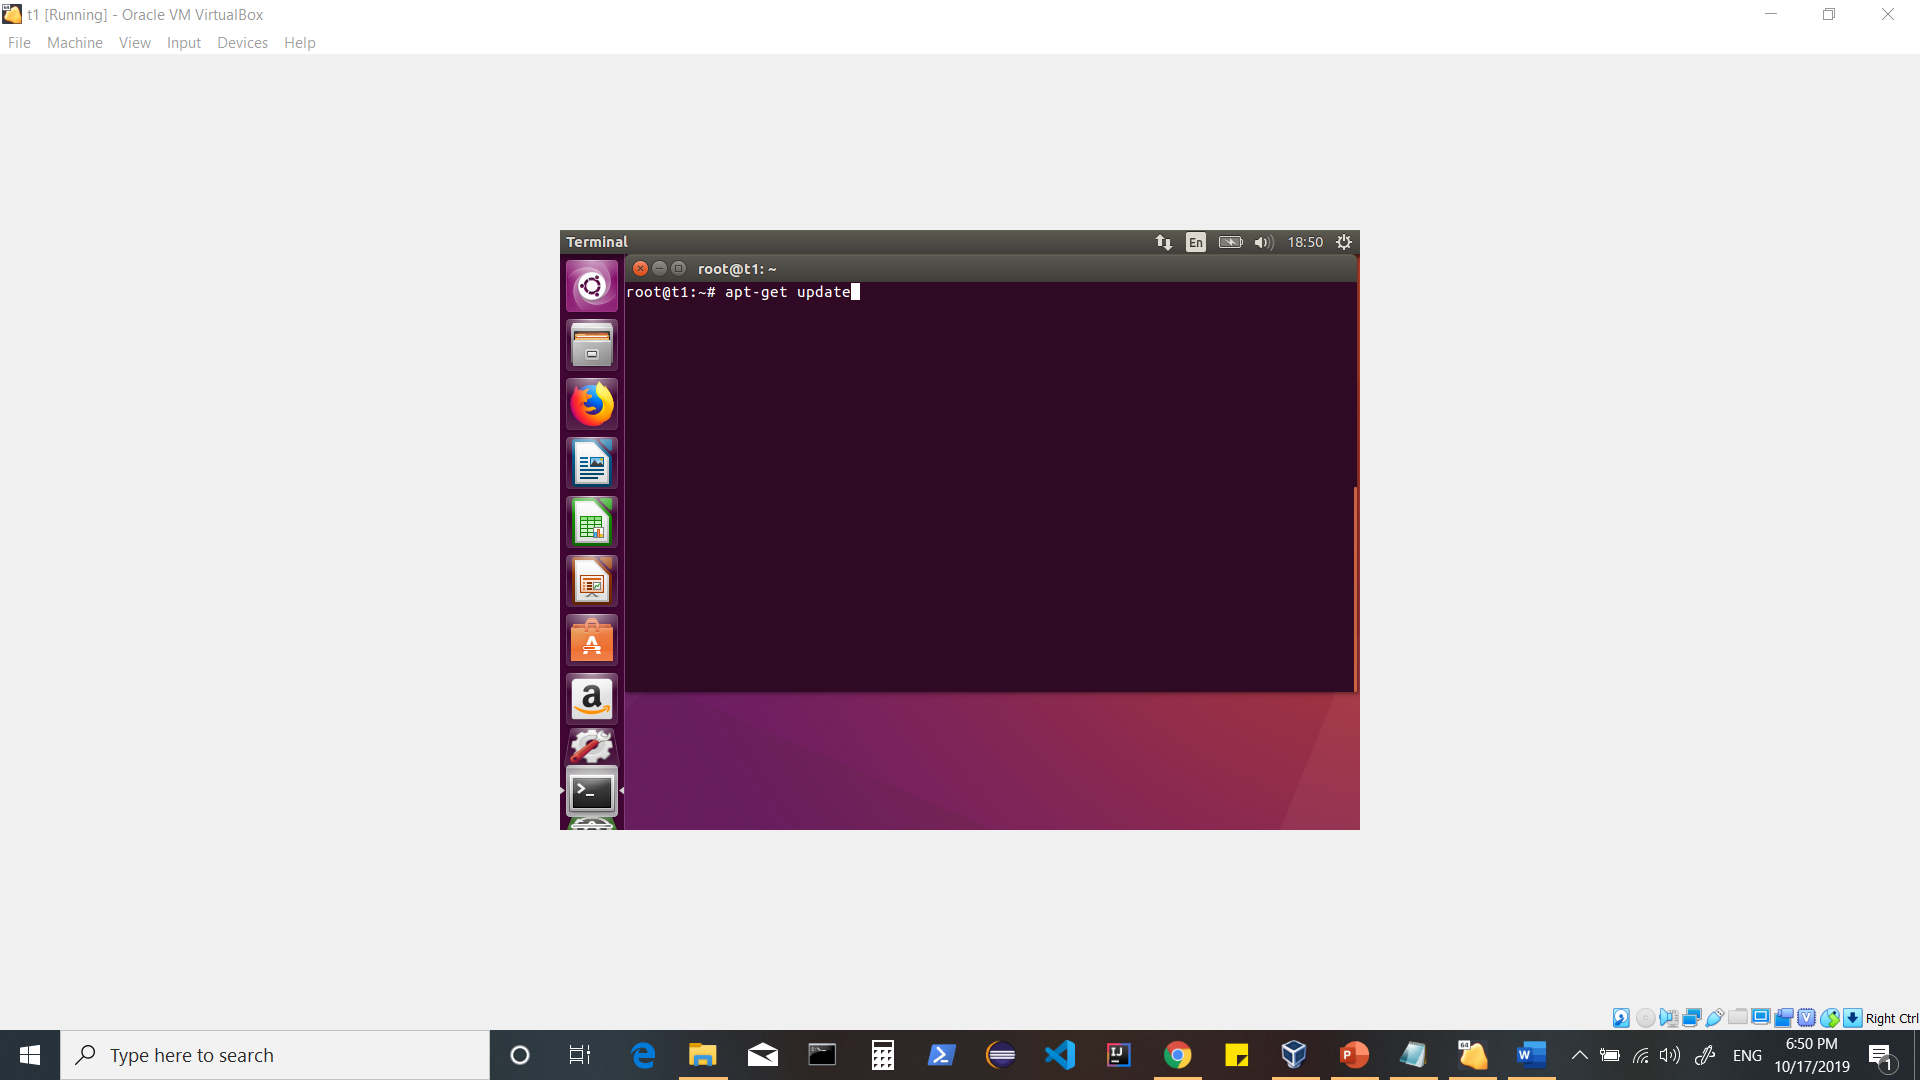 t1 [Running] - Oracle VM VirtualBox
File Machine View Input Devices Help
Terminal En 18:50
root@t1: ~
root@t1:~# apt-get update
Right Ctrl
Type here to search
ENG
6:50 PM
10/17/2019
1